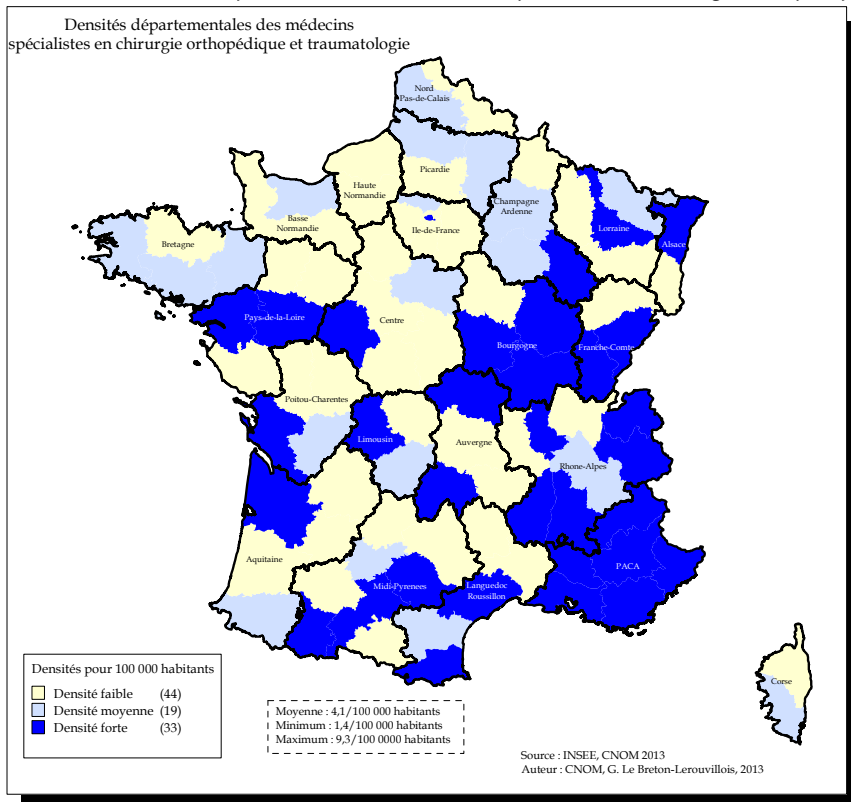 Densités départementales des médecins
spécialistes en chirurgie orthopédique et traumatologie
Nord
Pas-de-Calais
Picardie
Haute
Normandie
Basse
Normandie
Ile-de-France
Champagne
Ardenne
Lorraine
Alsace
Bretagne
Pays-de-la-Loire
Centre
Bourgogne
Franche-Comte
Poitou-Charentes
Limousin
Auvergne
Rhone-Alpes
Aquitaine
Midi-Pyrenees
Languedoc
Roussillon
PACA
Corse
Densités pour 100 000 habitants
Densité faible (44)
Densité moyenne (19)
Densité forte (33)
Moyenne : 4,1/100 000 habitants
Minimum : 1,4/100 000 habitants
Maximum : 9,3/100 0000 habitants
Source : INSEE, CNOM 2013
Auteur : CNOM, G. Le Breton-Lerouvillois, 2013